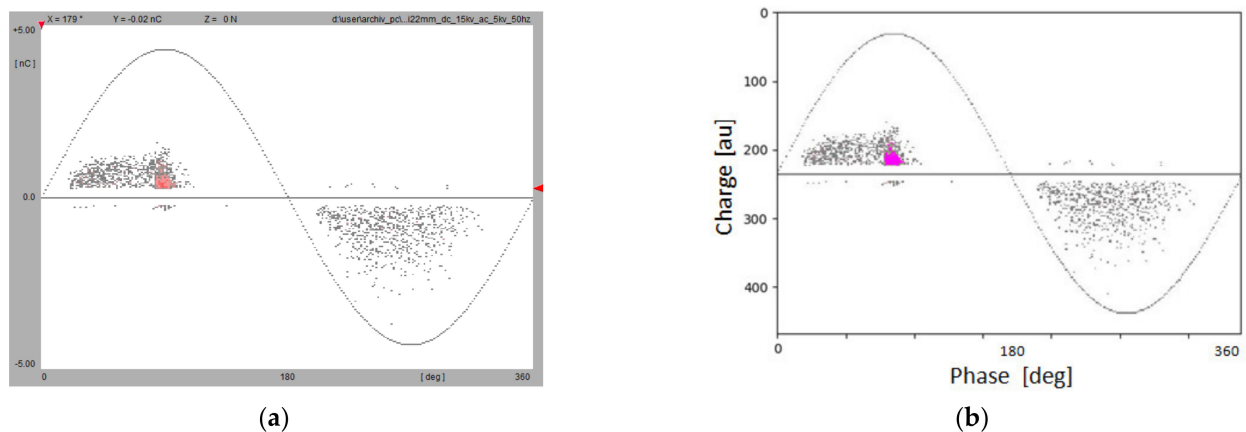 X = 179 ° Y = -0.02 nC Z = 0 N d:\user\archiv_pc\...i22mm_dc_15kv_ac_5kv_50hz
+5.00
[ nC ]
0.0
-5.00
0 180 [ deg ] 360
(a)
0
100
200
300
400
Charge [au]
0 180 360
Phase [deg]
(b)